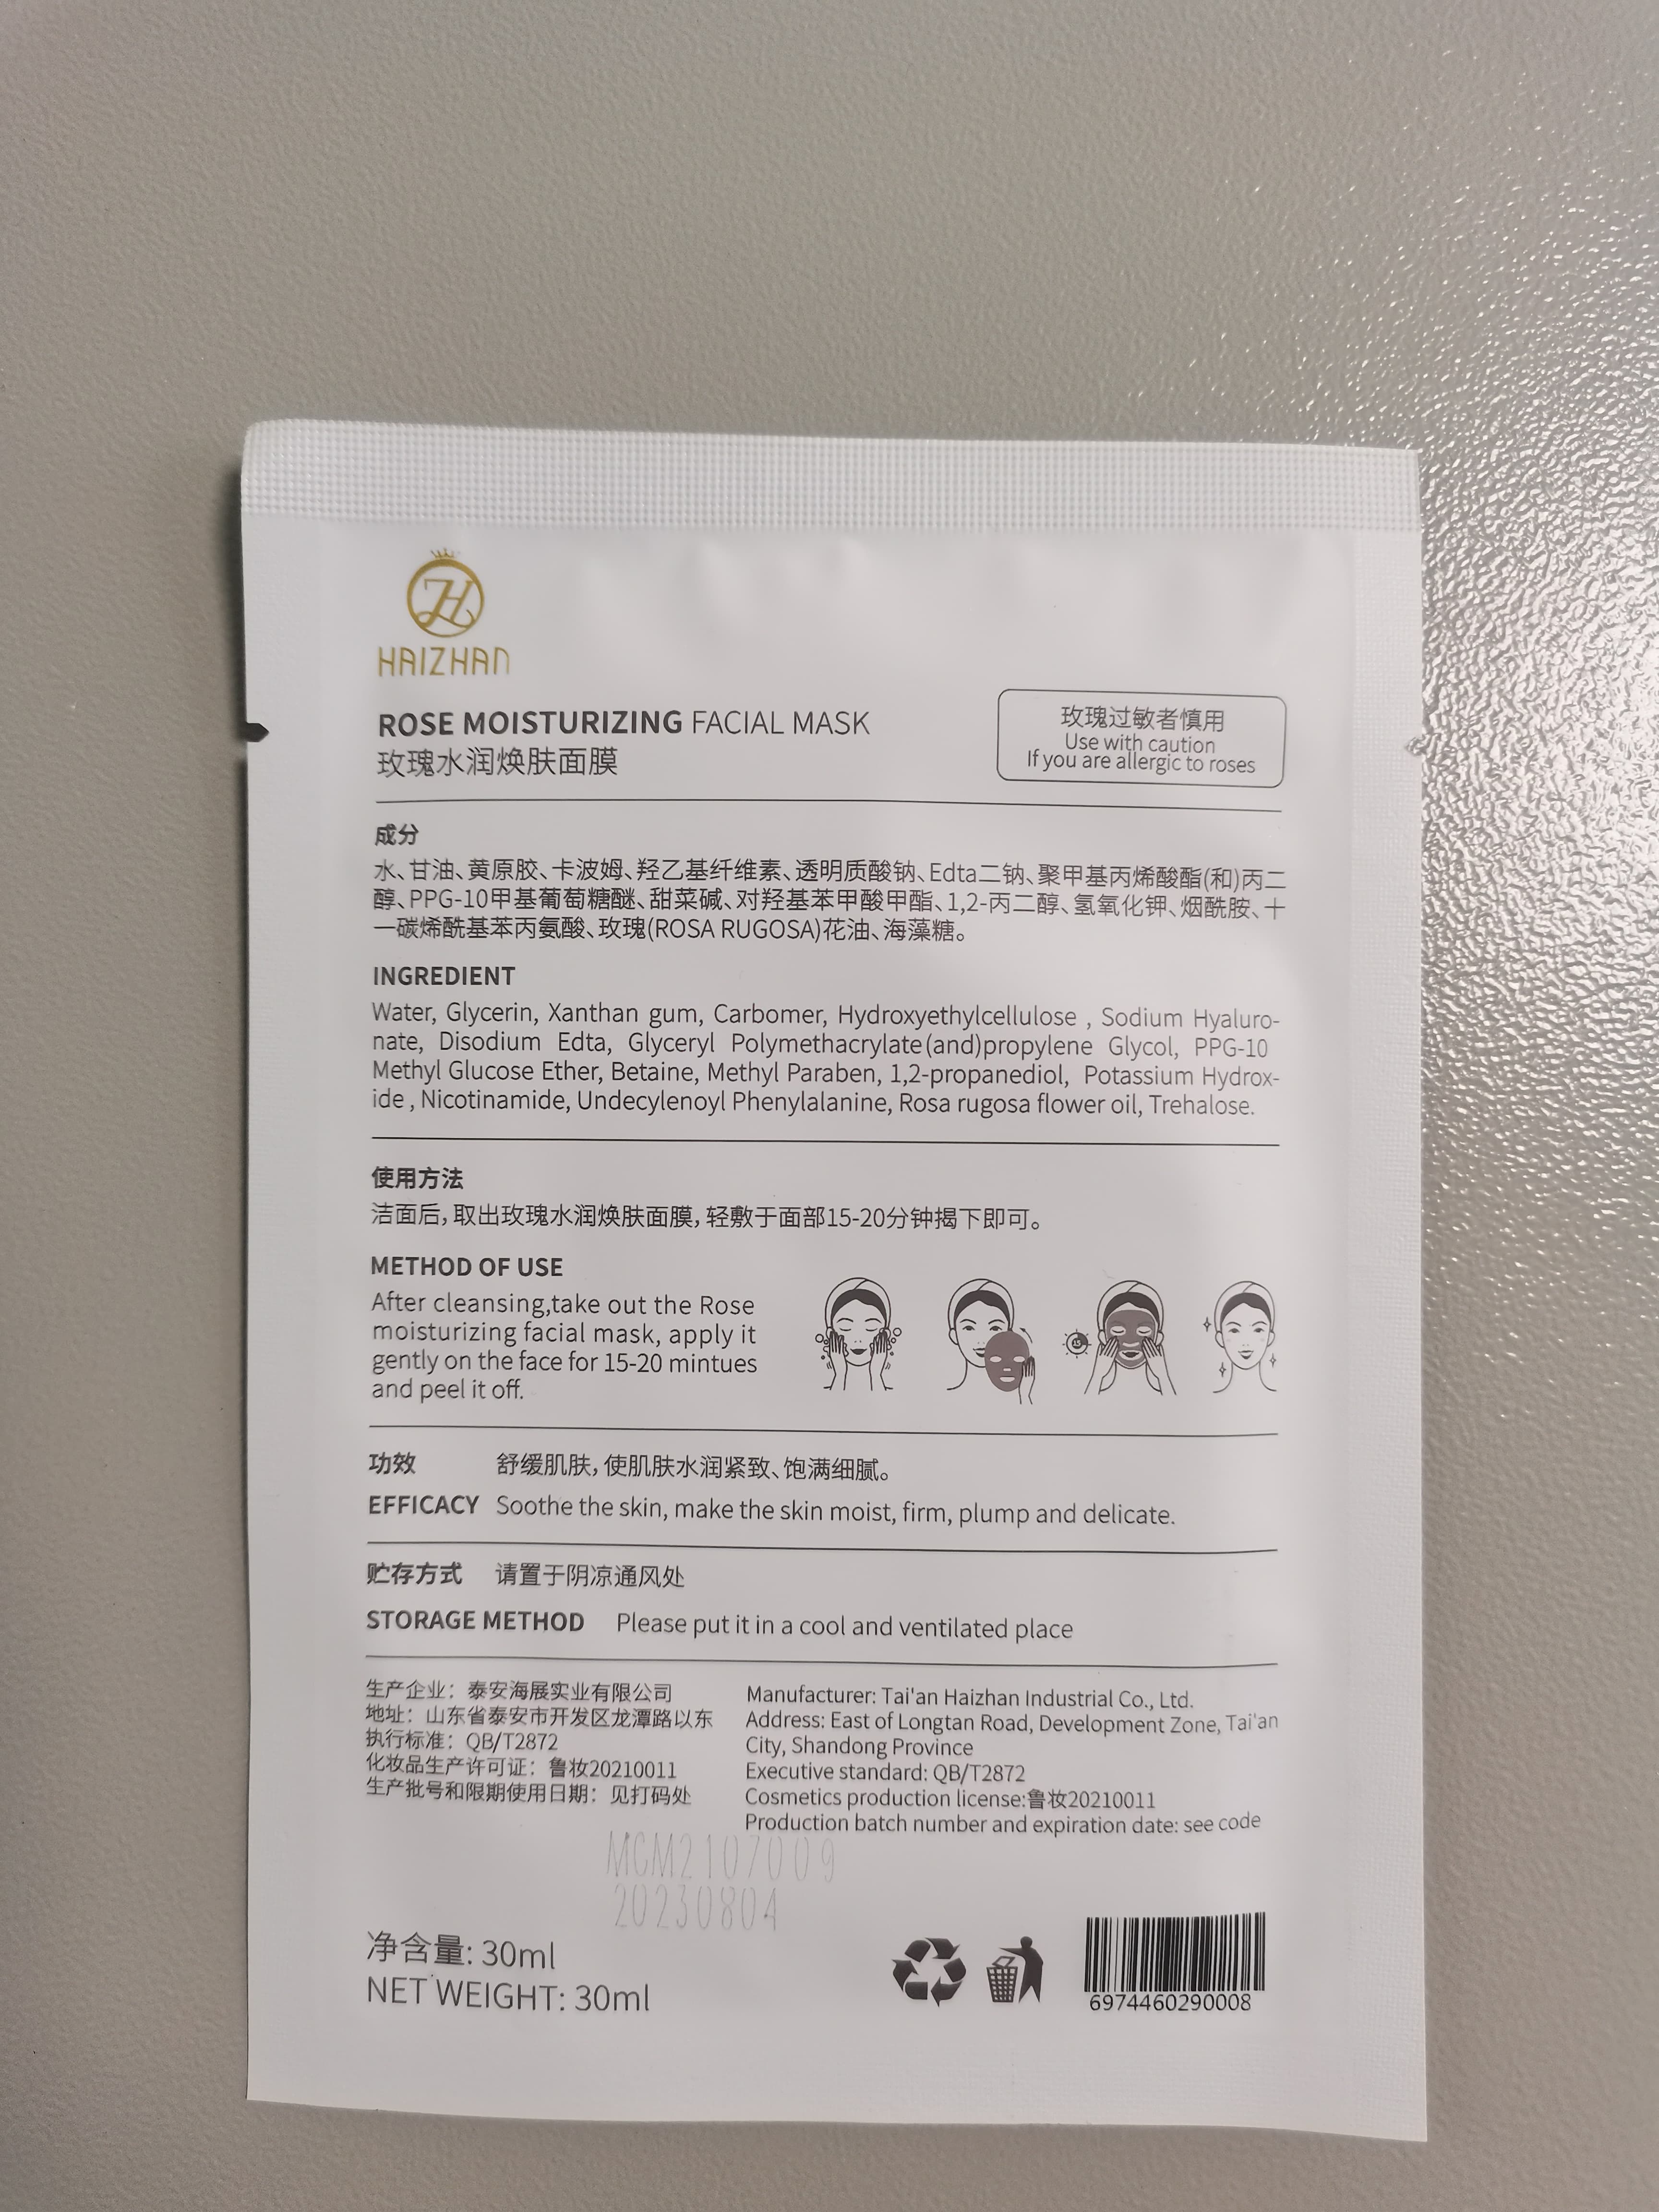 HAIZHAN
ROSE MOISTURIZING FACIAL MASK
玫瑰水润焕肤面膜
玫瑰过敏者慎用
Use with caution
If you are allergic to roses
成分
水、甘油、黄原胶、卡波姆、羟乙基纤维素、透明质酸钠、Edta二钠、聚甲基丙烯酸酯(和)丙二
醇、PPG-10甲基葡萄糖醚、甜菜碱、对羟基苯甲酸甲酯、1,2-丙二醇、氢氧化钾、烟酰胺、十
一碳烯酰基苯丙氨酸、玫瑰(ROSA RUGOSA)花油、海藻糖。
INGREDIENT
Water, Glycerin, Xanthan gum, Carbomer, Hydroxyethylcellulose , Sodium Hyaluro-
nate, Disodium Edta, Glyceryl Polymethacrylate(and)propylene Glycol, PPG-10
Methyl Glucose Ether, Betaine, Methyl Paraben, 1,2-propanediol, Potassium Hydrox-
ide , Nicotinamide, Undecylenoyl Phenylalanine, Rosa rugosa flower oil, Trehalose.
使用方法
洁面后,取出玫瑰水润焕肤面膜,轻敷于面部15-20分钟揭下即可。
METHOD OF USE
After cleansing,take out the Rose
moisturizing facial mask, apply it
gently on the face for 15-20 mintues
and peel it off.
功效 舒缓肌肤,使肌肤水润紧致、饱满细腻。
EFFICACY Soothe the skin, make the skin moist, firm, plump and delicate.
贮存方式 请置于阴凉通风处
STORAGE METHOD Please put it in a cool and ventilated place
生产企业：泰安海展实业有限公司
地址：山东省泰安市开发区龙潭路以东
执行标准：QB/T2872
化妆品生产许可证：鲁妆20210011
生产批号和限期使用日期：见打码处
Manufacturer: Tai'an Haizhan Industrial Co., Ltd.
Address: East of Longtan Road, Development Zone, Tai'an
City, Shandong Province
Executive standard: QB/T2872
Cosmetics production license:鲁妆20210011
Production batch number and expiration date: see code
MCM2107009
20230804
净含量: 30ml
NET WEIGHT: 30ml
6974460290008